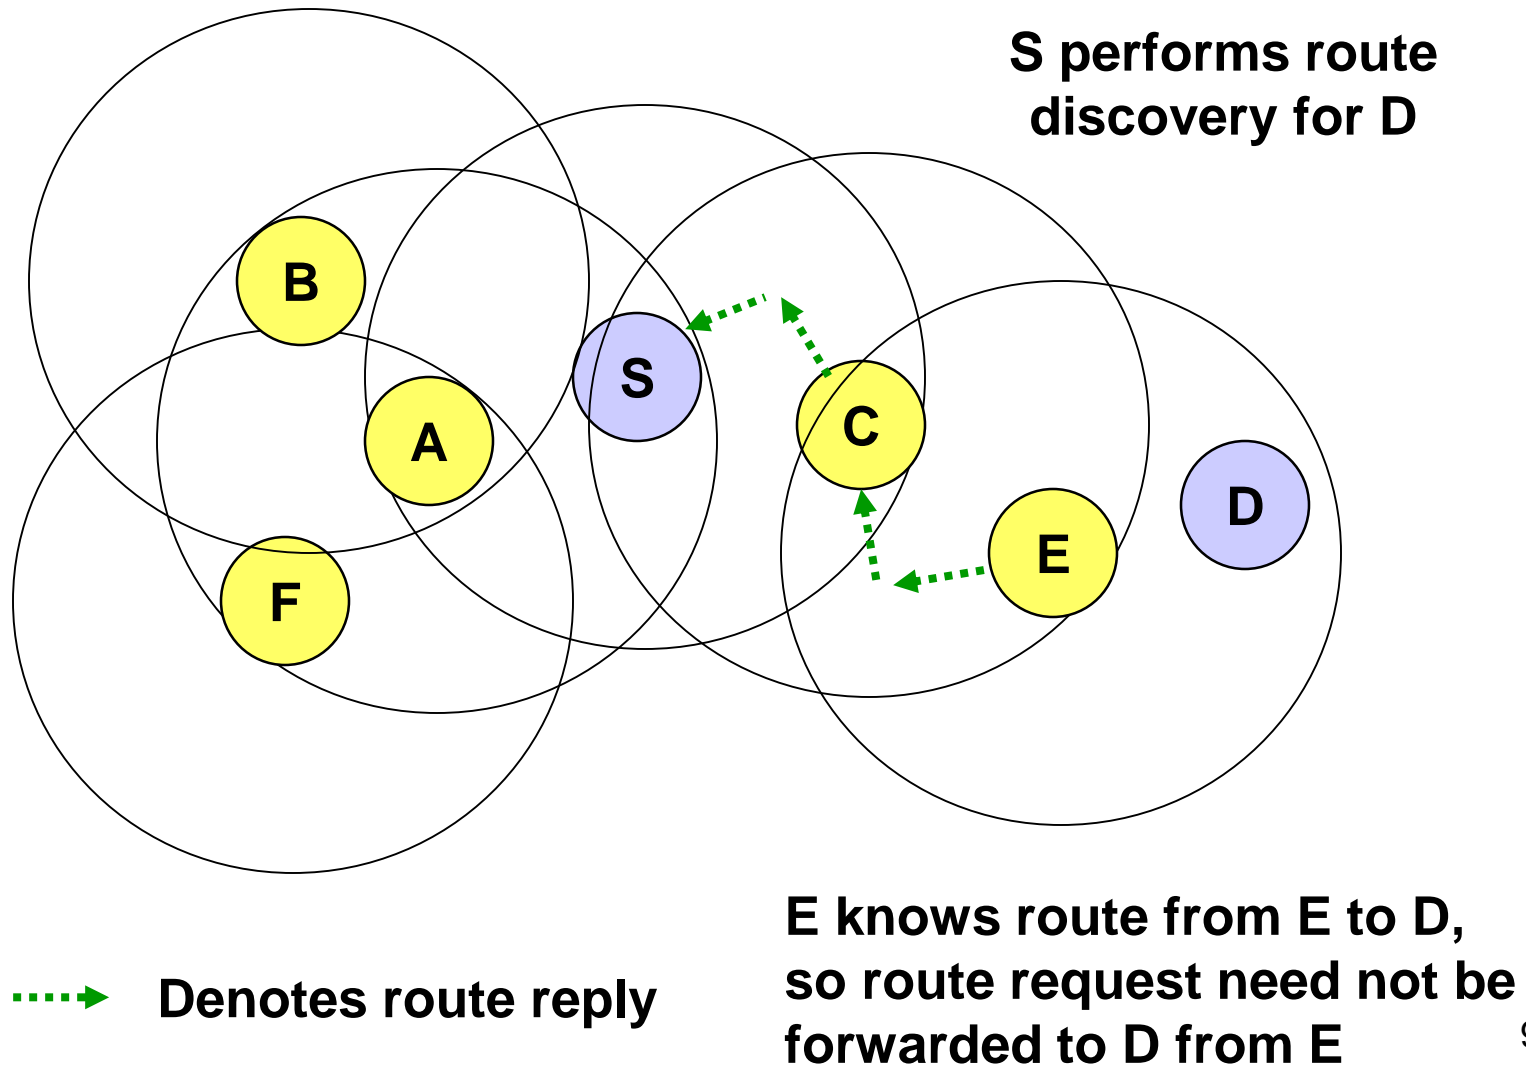 S performs route
discovery for D
B
S
A
C
D
E
F
E knows route from E to D,
so route request need not be
forwarded to D from E
Denotes route reply